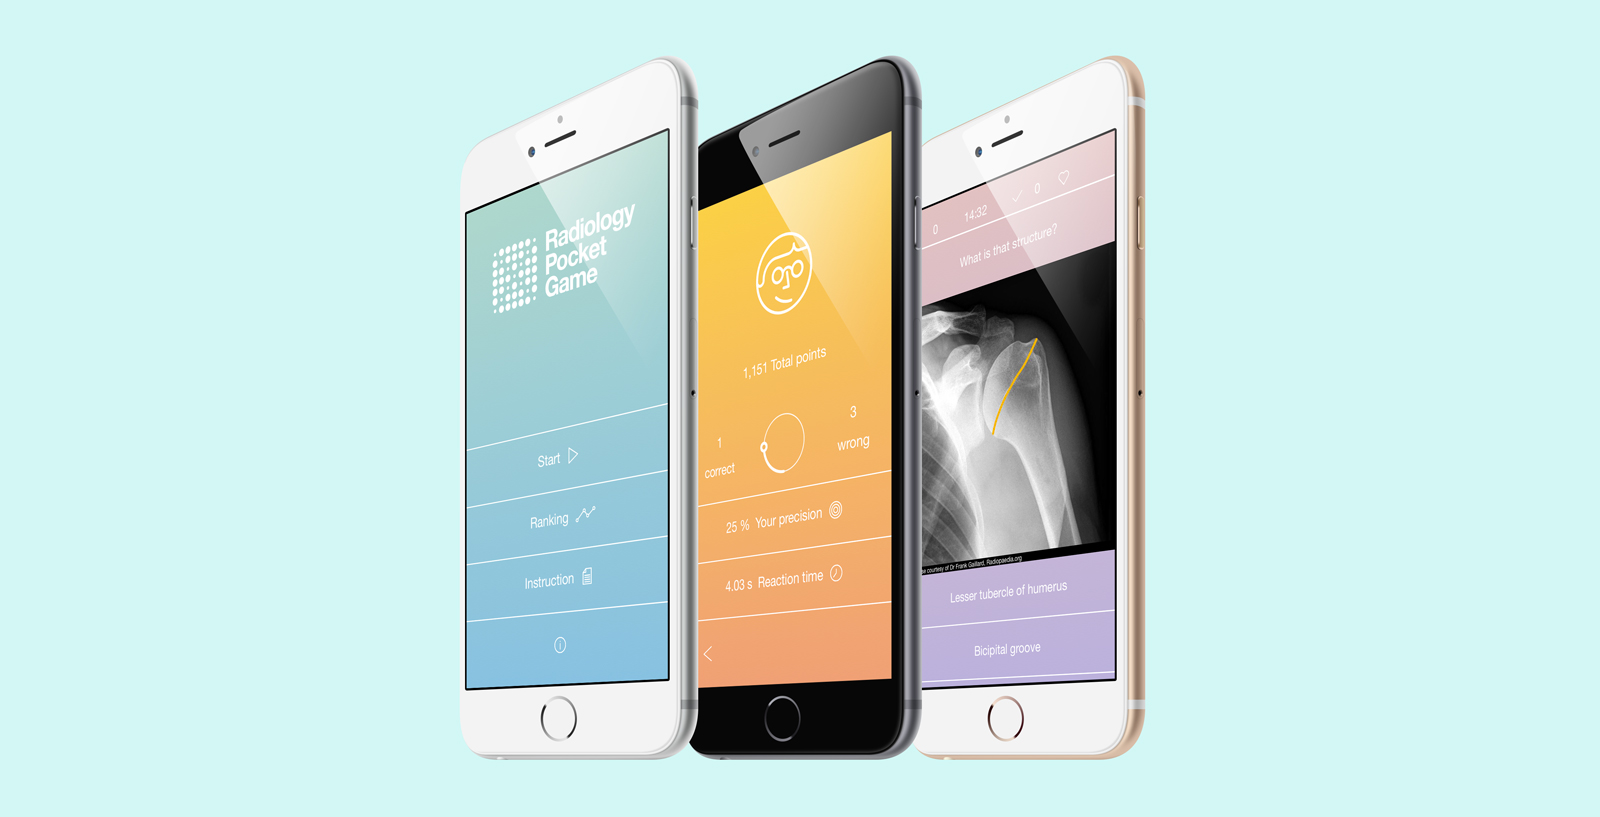 Radiology
Pocket
Game
Start
Ranking
Instruction
1,151 Total points
1
correct
3
wrong
25 % Your precision
4.03 s Reaction time
0
14:32
0
What is that structure?
courtesy of Dr Frank Gaillard, Radiopaedia.org
Lesser tubercle of humerus
Bicipital groove